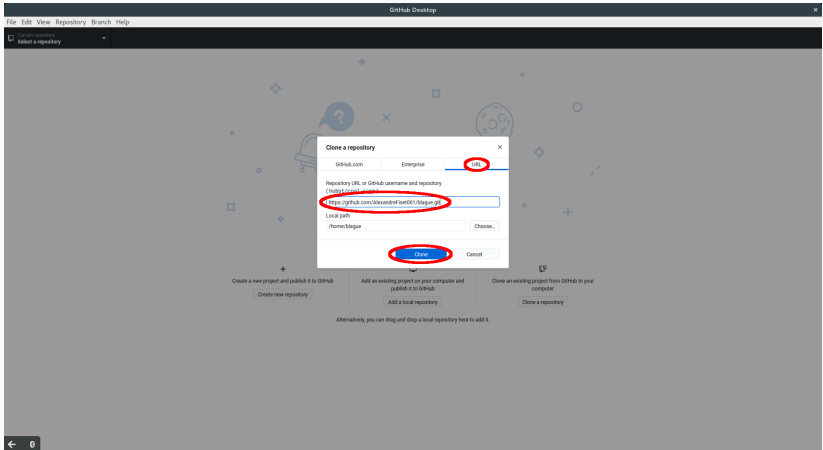 GitHub Desktop
File Edit View Repository Branch Help
Current repository
Select a repository
Clone a repository
GitHub.com Enterprise URL
Repository URL or GitHub username and repository
https://github.com/AlexandreFiset001/blague.git
Local path
/home/blague Choose...
Clone Cancel
Create a new project and publish it to GitHub
Create new repository
Add an existing project on your computer and
publish it to GitHub
Add a local repository
Clone an existing project from GitHub to your
computer
Clone a repository
Alternatively, you can drag and drop a local repository here to add it.